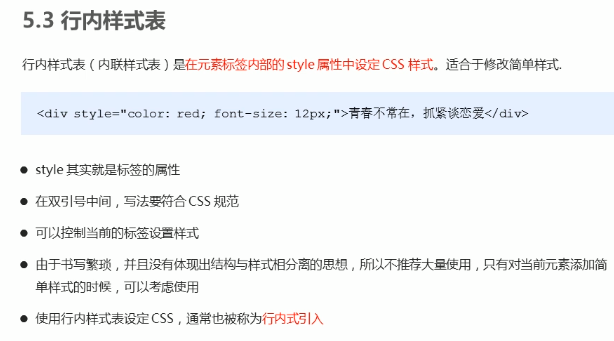 5.3 行内样式表
行内样式表（内联样式表）是在元素标签内部的 style 属性中设定 CSS 样式。适合于修改简单样式.
<div style="color: red; font-size: 12px;">青春不常在，抓紧谈恋爱</div>
● style 其实就是标签的属性
● 在双引号中间，写法要符合 CSS 规范
● 可以控制当前的标签设置样式
● 由于书写繁琐，并且没有体现出结构与样式相分离的思想，所以不推荐大量使用，只有对当前元素添加简
单样式的时候，可以考虑使用
● 使用行内样式表设定 CSS，通常也被称为行内式引入